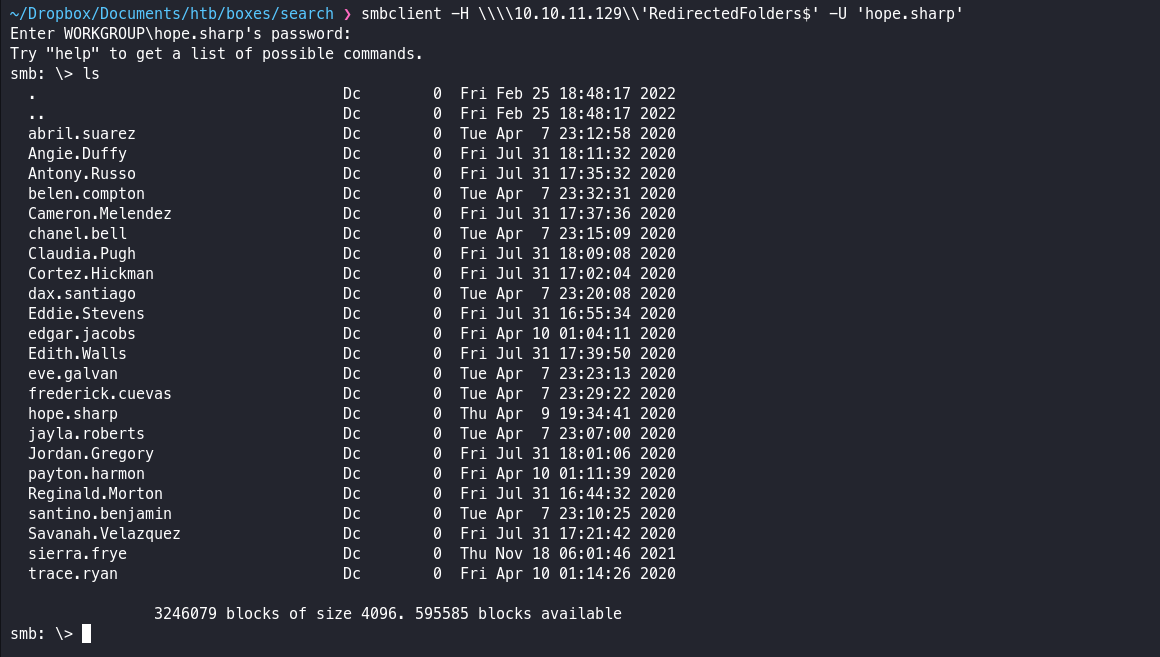 ~/Dropbox/Documents/htb/boxes/search ❯ smbclient -H \\\\10.10.11.129\\'RedirectedFolders$' -U 'hope.sharp'
Enter WORKGROUP\hope.sharp's password:
Try "help" to get a list of possible commands.
smb: \> ls
  .                                  Dc        0  Fri Feb 25 18:48:17 2022
  ..                                 Dc        0  Fri Feb 25 18:48:17 2022
  abril.suarez                       Dc        0  Tue Apr  7 23:12:58 2020
  Angie.Duffy                        Dc        0  Fri Jul 31 18:11:32 2020
  Antony.Russo                       Dc        0  Fri Jul 31 17:35:32 2020
  belen.compton                      Dc        0  Tue Apr  7 23:32:31 2020
  Cameron.Melendez                   Dc        0  Fri Jul 31 17:37:36 2020
  chanel.bell                        Dc        0  Tue Apr  7 23:15:09 2020
  Claudia.Pugh                       Dc        0  Fri Jul 31 18:09:08 2020
  Cortez.Hickman                     Dc        0  Fri Jul 31 17:02:04 2020
  dax.santiago                       Dc        0  Tue Apr  7 23:20:08 2020
  Eddie.Stevens                      Dc        0  Fri Jul 31 16:55:34 2020
  edgar.jacobs                       Dc        0  Fri Apr 10 01:04:11 2020
  Edith.Walls                        Dc        0  Fri Jul 31 17:39:50 2020
  eve.galvan                         Dc        0  Tue Apr  7 23:23:13 2020
  frederick.cuevas                   Dc        0  Tue Apr  7 23:29:22 2020
  hope.sharp                         Dc        0  Thu Apr  9 19:34:41 2020
  jayla.roberts                      Dc        0  Tue Apr  7 23:07:00 2020
  Jordan.Gregory                     Dc        0  Fri Jul 31 18:01:06 2020
  payton.harmon                      Dc        0  Fri Apr 10 01:11:39 2020
  Reginald.Morton                    Dc        0  Fri Jul 31 16:44:32 2020
  santino.benjamin                   Dc        0  Tue Apr  7 23:10:25 2020
  Savanah.Velazquez                  Dc        0  Fri Jul 31 17:21:42 2020
  sierra.frye                        Dc        0  Thu Nov 18 06:01:46 2021
  trace.ryan                         Dc        0  Fri Apr 10 01:14:26 2020
                3246079 blocks of size 4096. 595585 blocks available
smb: \>